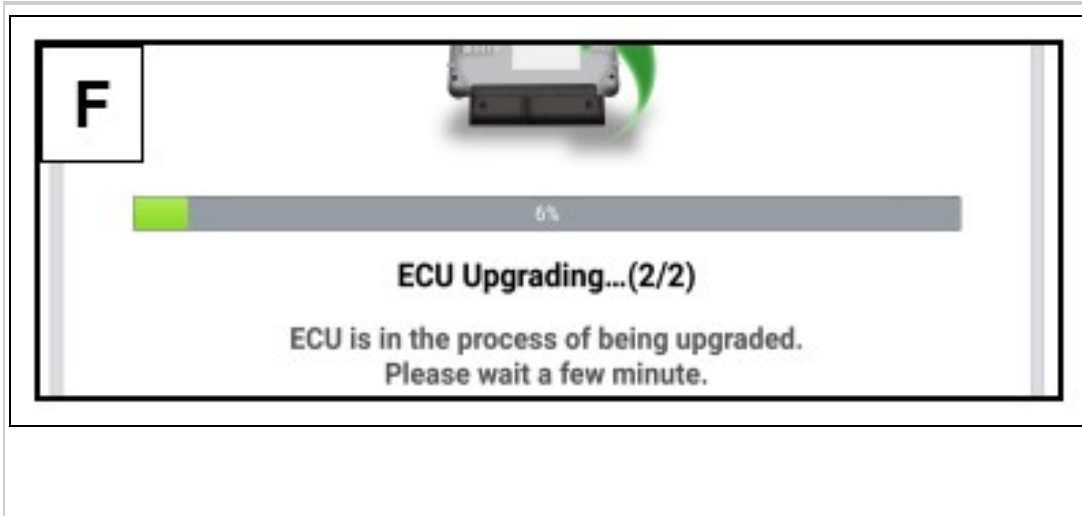 F
6%
ECU Upgrading...(2/2)
ECU is in the process of being upgraded.
Please wait a few minute.